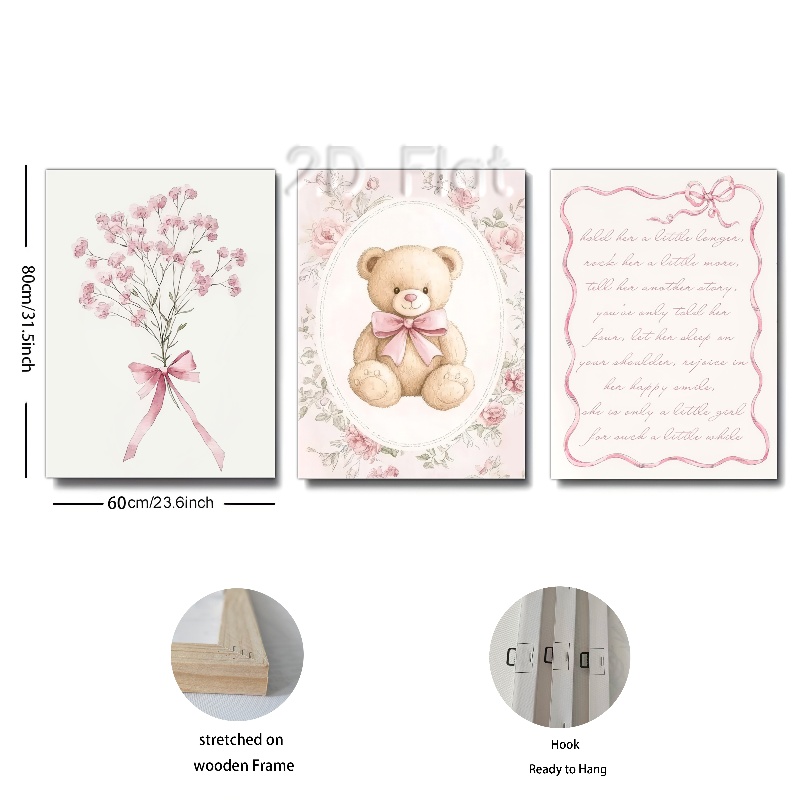 2D Flat
hold her a little longer,
rock her a little more,
tell her another story,
you've only told her
four, let her sleep on
your shoulder, rejoice in
her happy smile,
she is only a little girl
for such a little while
80cm/31.5inch
60cm/23.6inch
stretched on
wooden Frame
Hook
Ready to Hang